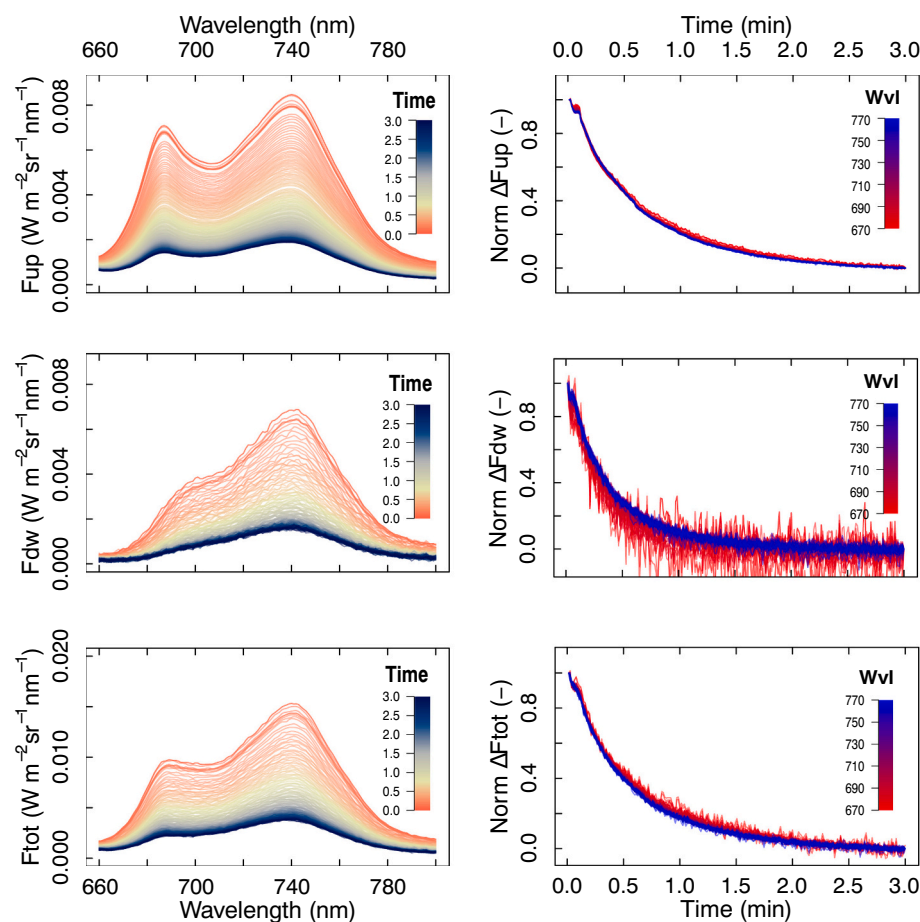 Wavelength (nm)
660 700 740 780
Time (min)
0.0 0.5 1.0 1.5 2.0 2.5 3.0
Fup (W m−2sr−1nm−1)
0.000 0.004 0.008
Time
3.0
2.5
2.0
1.5
1.0
0.5
0.0
Norm ΔFup (−)
0.0 0.4 0.8
Wvl
770
750
730
710
690
670
Fdw (W m−2sr−1nm−1)
0.000 0.004 0.008
Time
3.0
2.5
2.0
1.5
1.0
0.5
0.0
Norm ΔFdw (−)
0.0 0.4 0.8
Wvl
770
750
730
710
690
670
Ftot (W m−2sr−1nm−1)
0.000 0.010 0.020
Time
3.0
2.5
2.0
1.5
1.0
0.5
0.0
Norm ΔFtot (−)
0.0 0.4 0.8
Wvl
770
750
730
710
690
670
660 700 740 780
Wavelength (nm)
0.0 0.5 1.0 1.5 2.0 2.5 3.0
Time (min)